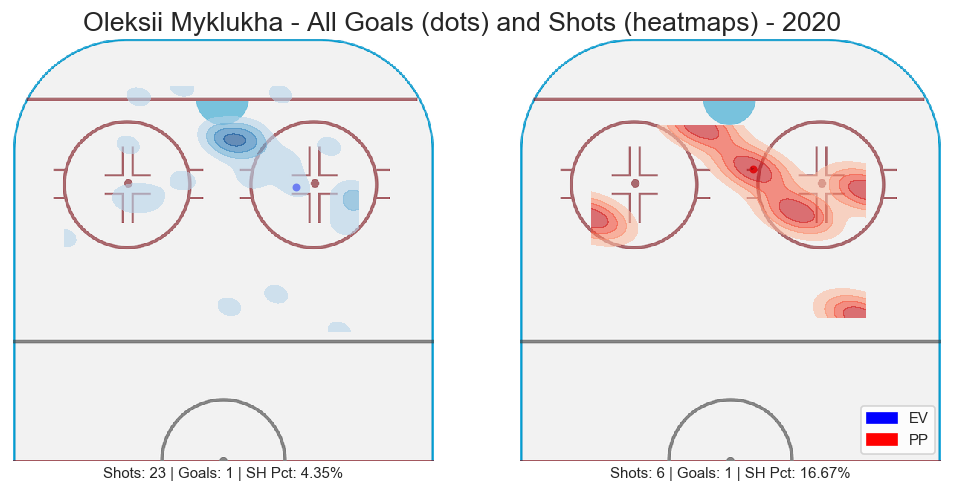 Oleksii Myklukha - All Goals (dots) and Shots (heatmaps) - 2020
EV
PP
Shots: 23 | Goals: 1 | SH Pct: 4.35%
Shots: 6 | Goals: 1 | SH Pct: 16.67%